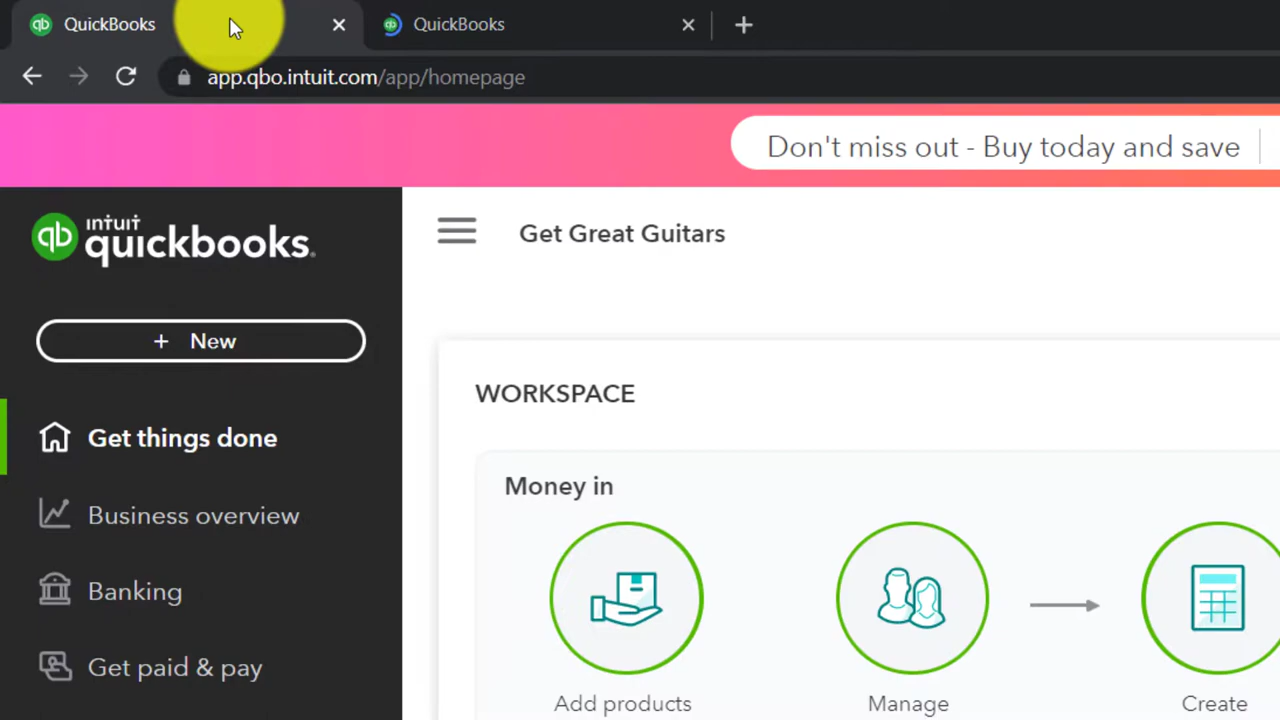 QuickBooks
QuickBooks
app.qbo.intuit.com/app/homepage
Don't miss out - Buy today and save
qb intuit quickbooks.
Get Great Guitars
+ New
WORKSPACE
Get things done
Money in
Business overview
Banking
Get paid & pay
Add products
Manage
Create